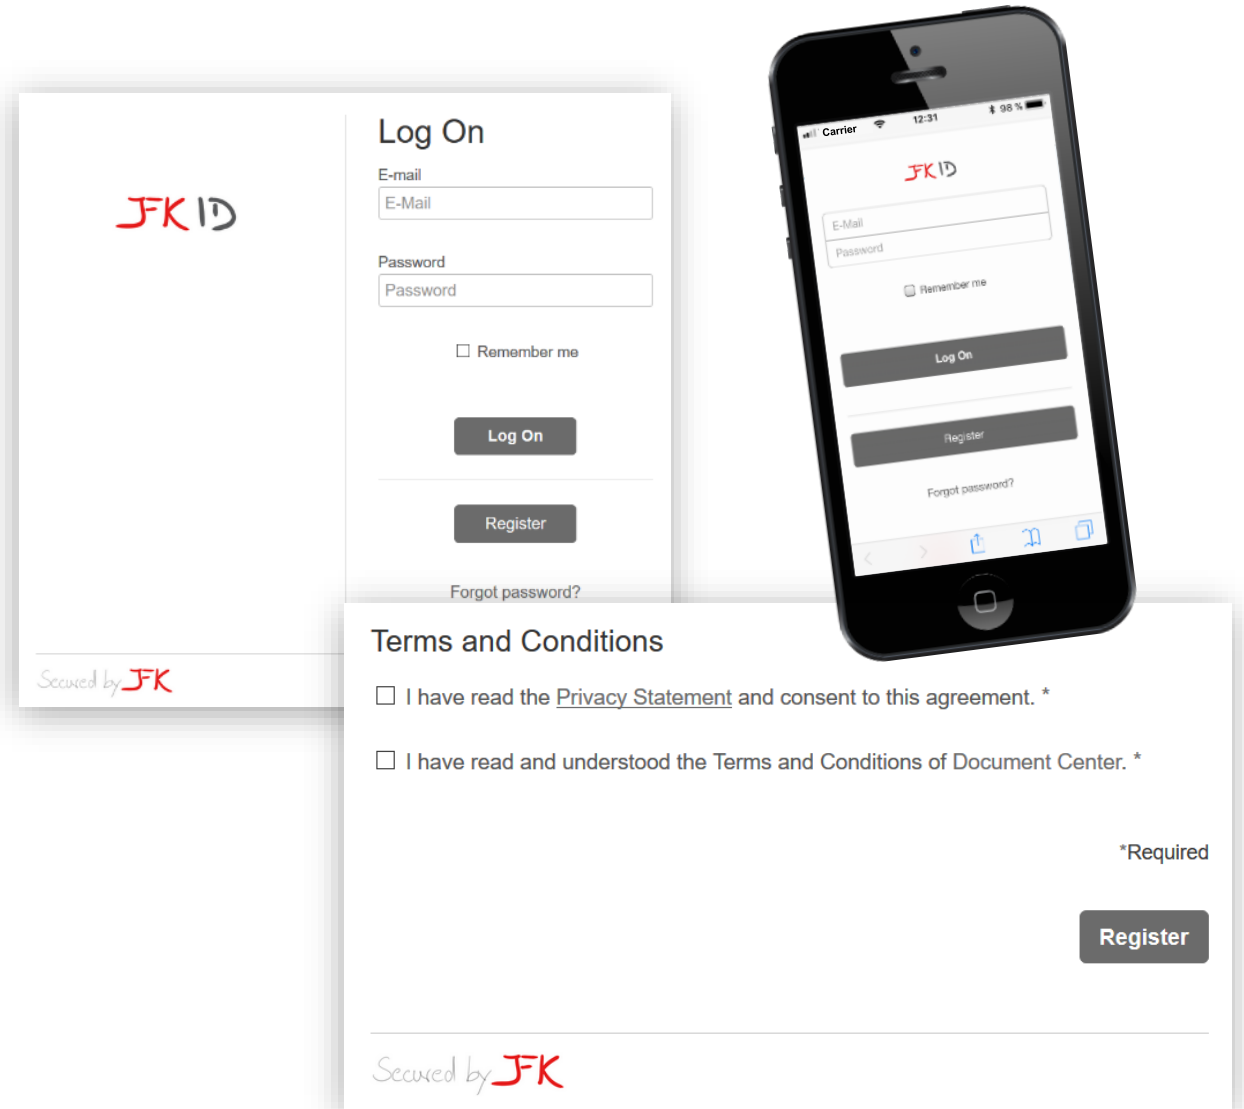 JFK ID
Log On
E-mail
E-Mail
Password
Password
Remember me
Log On
Register
Forgot password?
Secured by JFK
Carrier 12:31 98 %
JFK ID
E-Mail
Password
Remember me
Log On
Register
Forgot password?
Terms and Conditions
I have read the Privacy Statement and consent to this agreement. *
I have read and understood the Terms and Conditions of Document Center. *
*Required
Register
Secured by JFK